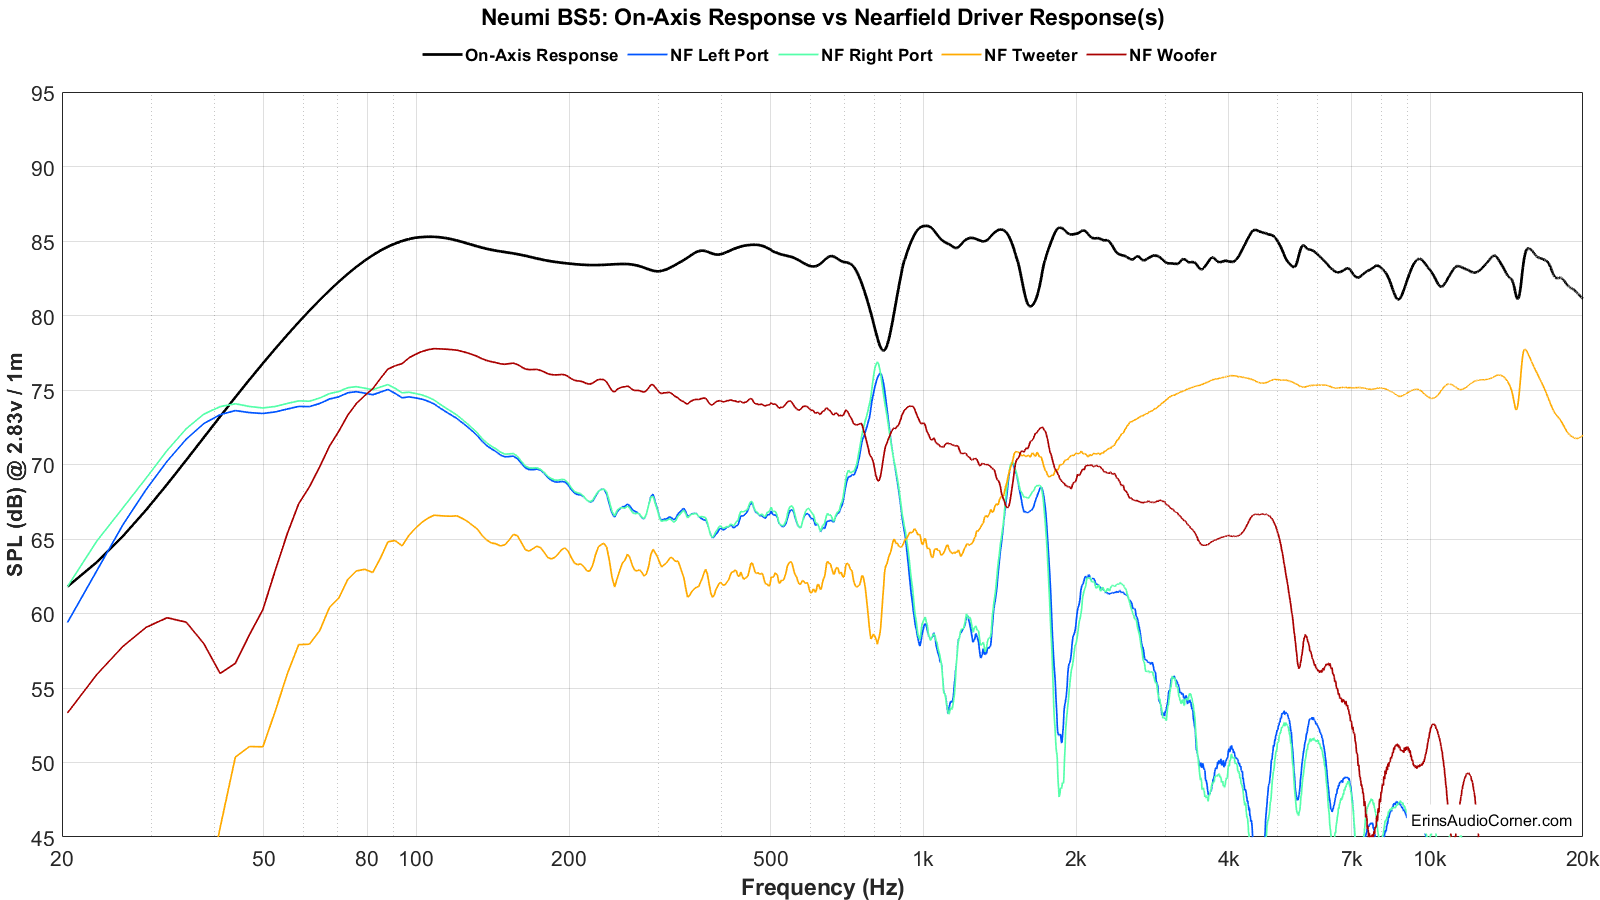 Neumi BS5: On-Axis Response vs Nearfield Driver Response(s)
On-Axis Response NF Left Port NF Right Port NF Tweeter NF Woofer
SPL (dB) @ 2.83v / 1m
95
90
85
80
75
70
65
60
55
50
45
20 50 80 100 200 500 1k 2k 4k 7k 10k 20k
Frequency (Hz)
ErinsAudioCorner.com